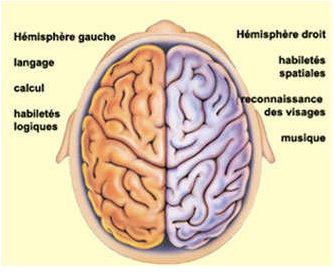 Hémisphère gauche
langage
calcul
habiletés
logiques
Hémisphère droit
habiletés
spatiales
reconnaissance
des visages
musique